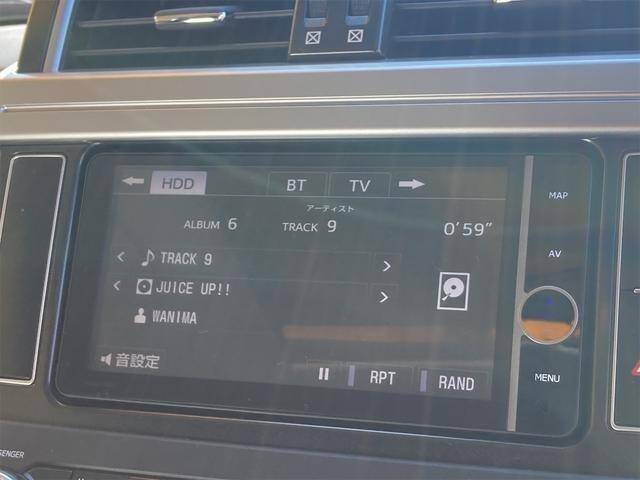 HDD BT TV
アーティスト
ALBUM 6 TRACK 9 0'59"
TRACK 9
JUICE UP!!
WANIMA
音設定
RPT RAND
MAP
AV
MENU